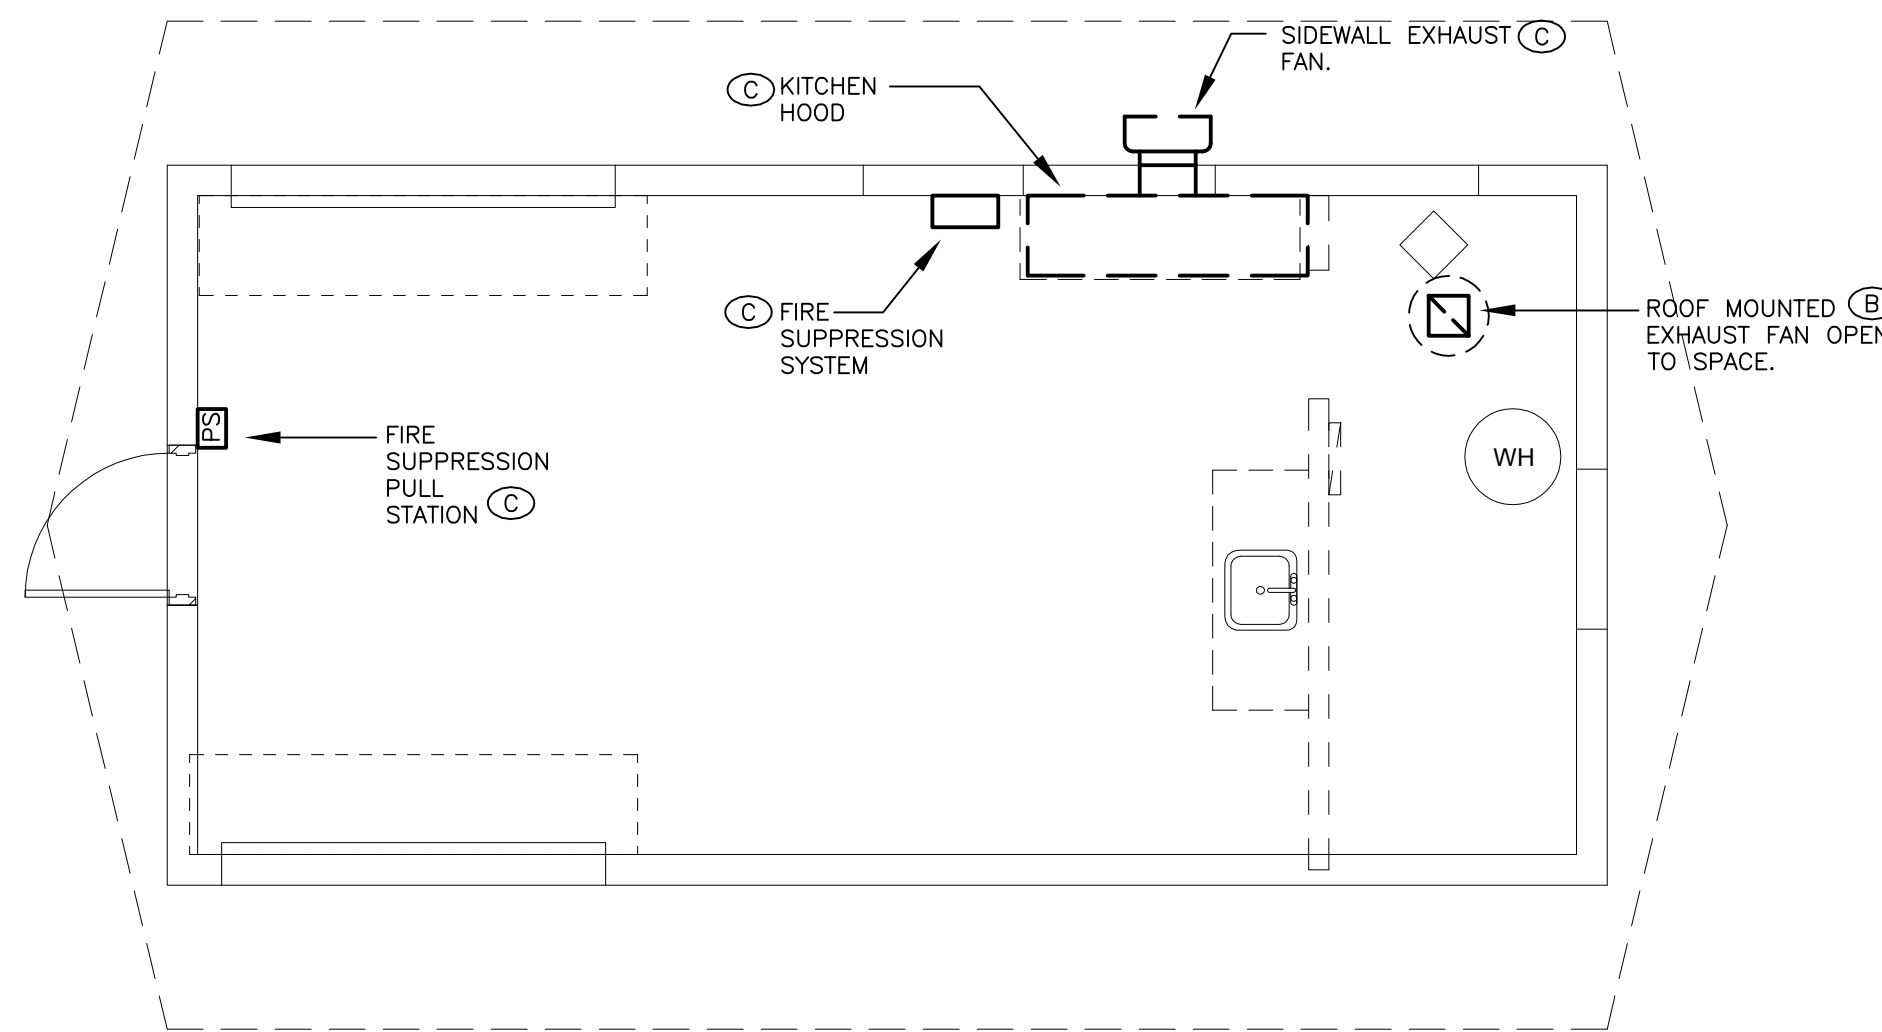 SIDEWALL EXHAUST C
FAN.
C KITCHEN
HOOD
C FIRE
SUPPRESSION
SYSTEM
ROOF MOUNTED B
EXHAUST FAN OPEN
TO SPACE.
PS
FIRE
SUPPRESSION
PULL
STATION C
WH